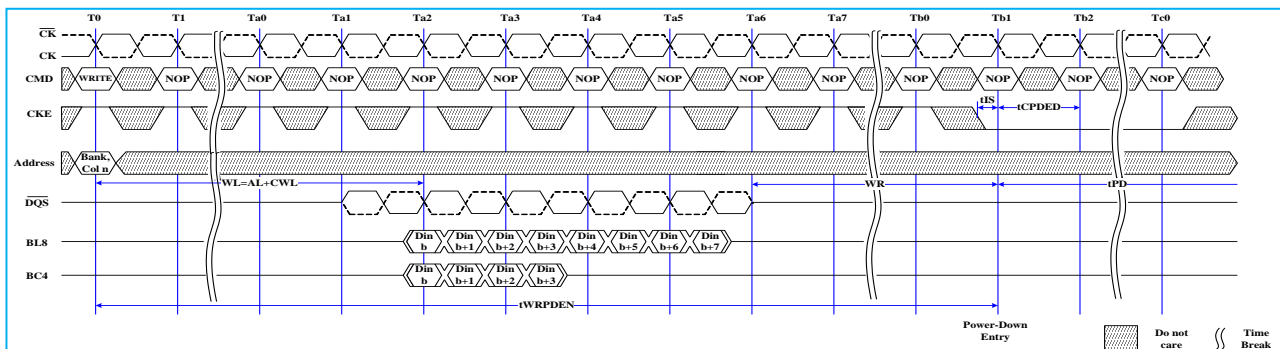 T0 T1 Ta0 Ta1 Ta2 Ta3 Ta4 Ta5 Ta6 Ta7 Tb0 Tb1 Tb2 Tc0
CK
CK
CMD WRITE NOP NOP NOP NOP NOP NOP NOP NOP NOP NOP NOP NOP NOP
tIS
CKE tCPDED
Address Bank,
Col n
WL=AL+CWL WR tPD
DQS
BL8 Din b Din b+1 Din b+2 Din b+3 Din b+4 Din b+5 Din b+6 Din b+7
BC4 Din b Din b+1 Din b+2 Din b+3
tWRPDEN
Power-Down
Entry
Do not
care
Time
Break